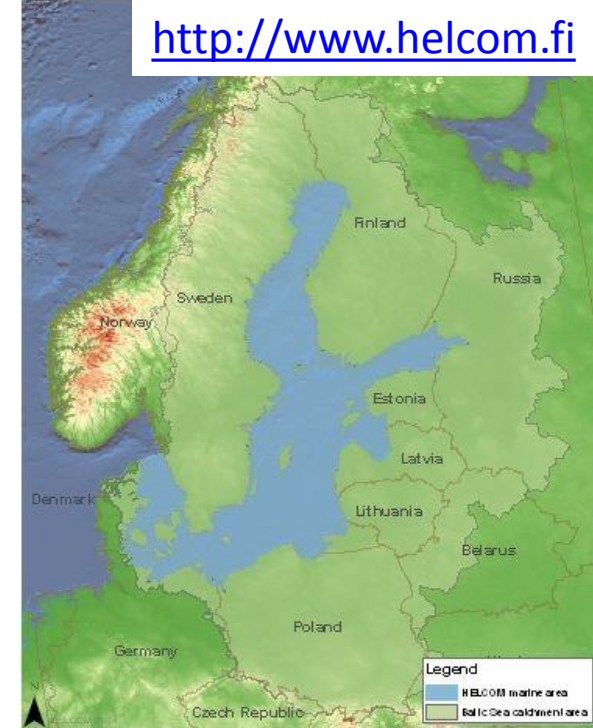 http://www.helcom.fi
Finland
Russia
Sweden
Norway
Estonia
Latvia
Denmark
Lithuania
Belarus
Poland
Germany
Legend
HELCOM marine area
Baltic Sea catchment area
Czech Republic